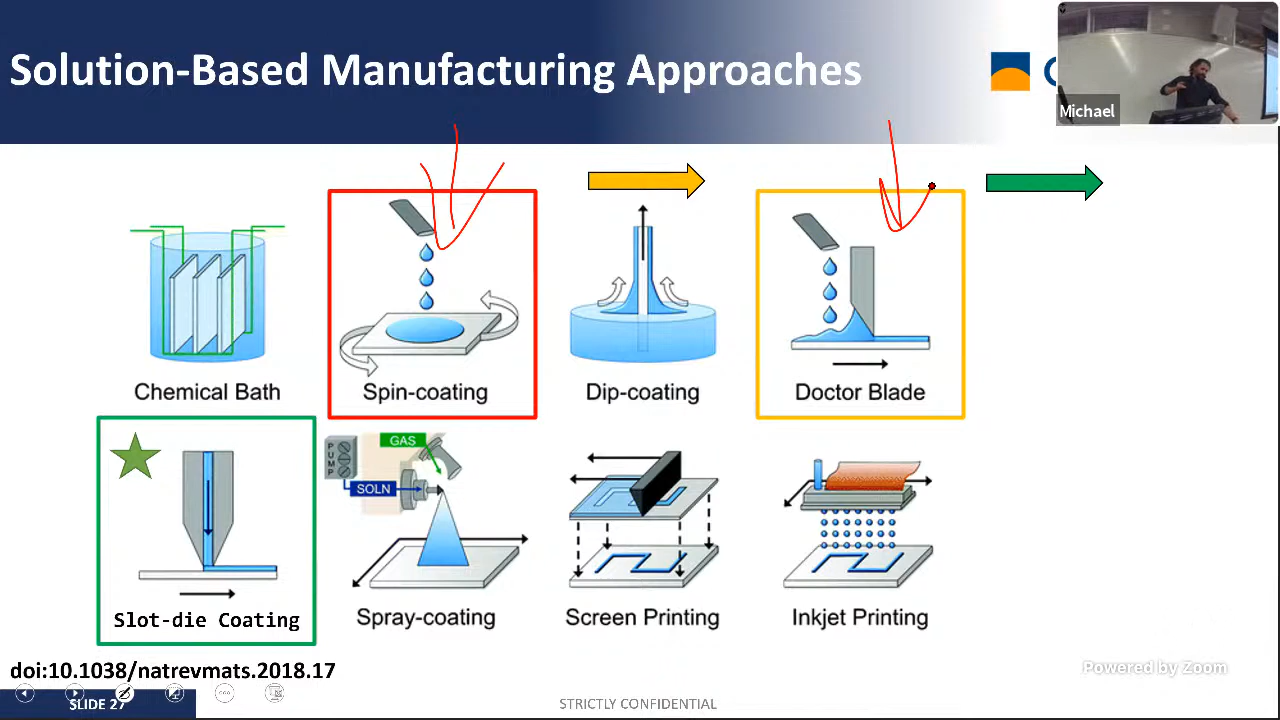 Solution-Based Manufacturing Approaches
Michael
Chemical Bath
Spin-coating
Dip-coating
Doctor Blade
PUMP
GAS
SOLN
Slot-die Coating
Spray-coating
Screen Printing
Inkjet Printing
doi:10.1038/natrevmats.2018.17
Powered by Zoom
SLIDE 27
STRICTLY CONFIDENTIAL